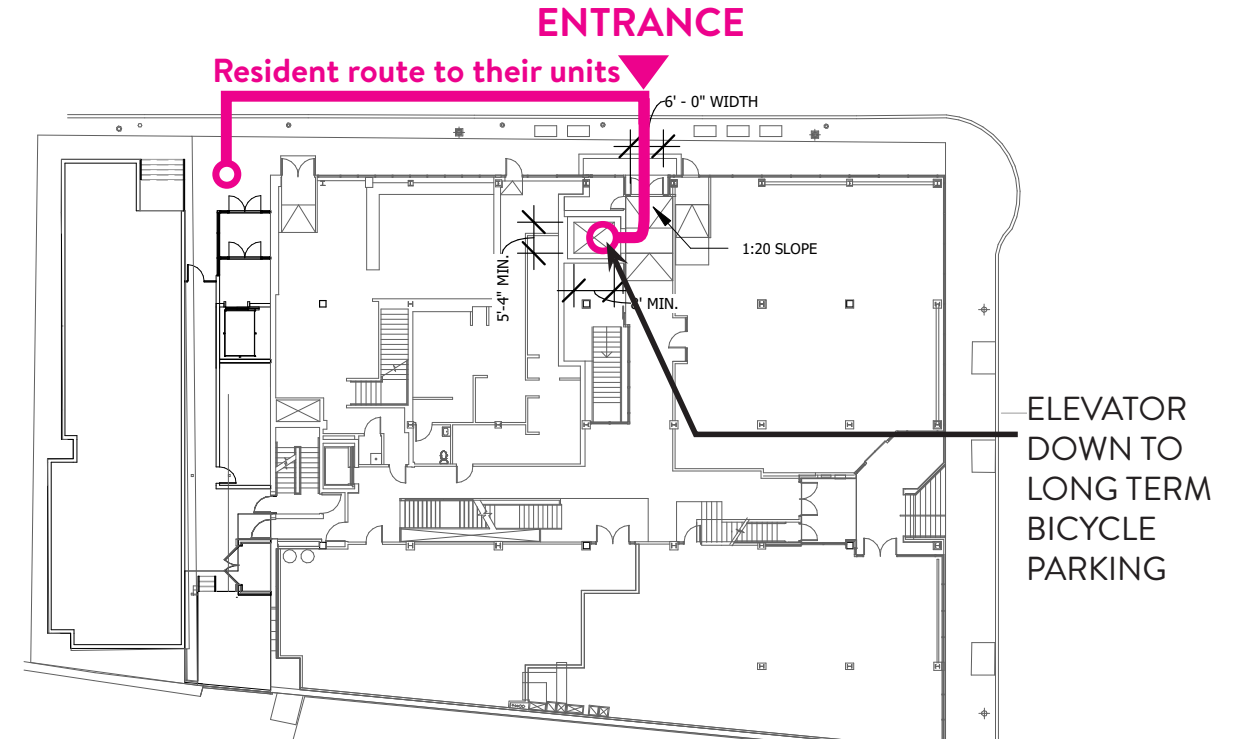 ENTRANCE
Resident route to their units
6' - 0" WIDTH
1:20 SLOPE
5'-4" MIN.
8' MIN.
ELEVATOR
DOWN TO
LONG TERM
BICYCLE
PARKING